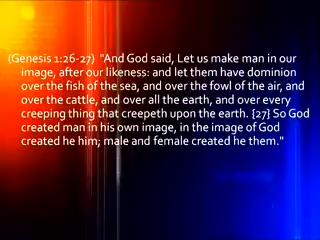 (Genesis 1:26-27)  "And God said, Let us make man in our
image, after our likeness: and let them have dominion
over the fish of the sea, and over the fowl of the air, and
over the cattle, and over all the earth, and over every
creeping thing that creepeth upon the earth. {27} So God
created man in his own image, in the image of God
created he him; male and female created he them."